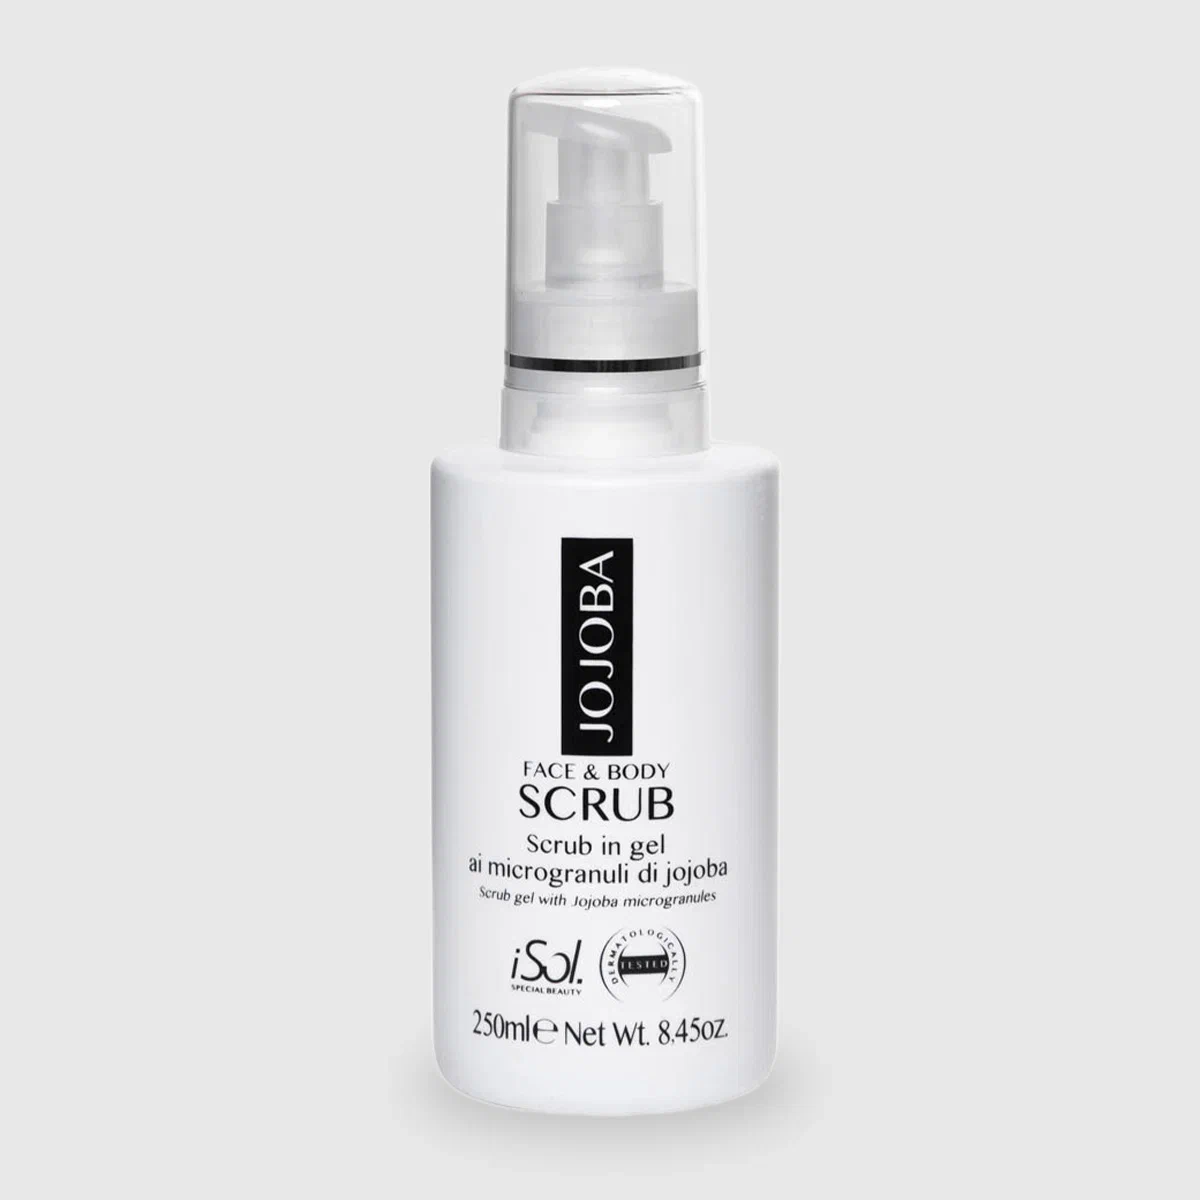 JOJOBA
FACE & BODY
SCRUB
Scrub in gel
ai microgranuli di jojoba
Scrub gel with Jojoba microgranules
iSol.
SPECIAL BEAUTY
DERMATOLOGICALLY
TESTED
250ml℮ Net Wt. 8,45oz.